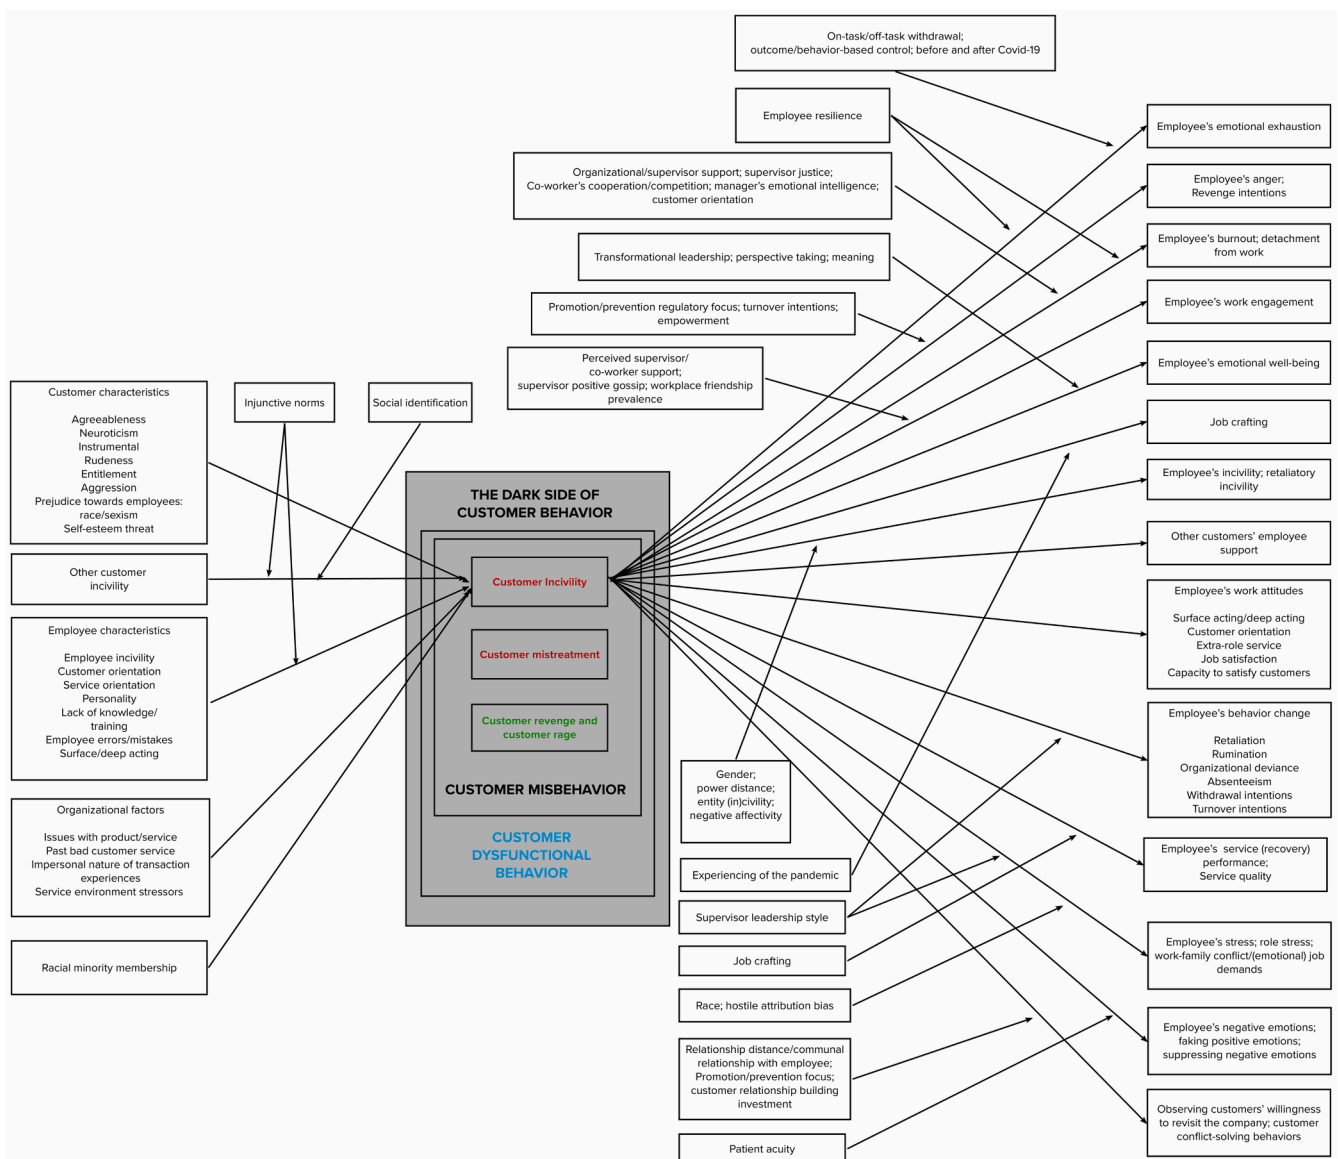 On-task/off-task withdrawal;
outcome/behavior-based control; before and after Covid-19
Employee resilience
Organizational/supervisor support; supervisor justice;
Co-worker's cooperation/competition; manager's emotional intelligence;
customer orientation
Transformational leadership; perspective taking; meaning
Promotion/prevention regulatory focus; turnover intentions;
empowerment
Perceived supervisor/
co-worker support;
supervisor positive gossip; workplace friendship
prevalence
Customer characteristics
Agreeableness
Neuroticism
Instrumental
Rudeness
Entitlement
Aggression
Prejudice towards employees:
race/sexism
Self-esteem threat
Injunctive norms
Social identification
Other customer
incivility
Employee characteristics
Employee incivility
Customer orientation
Service orientation
Personality
Lack of knowledge/
training
Employee errors/mistakes
Surface/deep acting
Organizational factors
Issues with product/service
Past bad customer service
Impersonal nature of transaction
experiences
Service environment stressors
Racial minority membership
THE DARK SIDE OF
CUSTOMER BEHAVIOR
Customer Incivility
Customer mistreatment
Customer revenge and
customer rage
CUSTOMER MISBEHAVIOR
CUSTOMER
DYSFUNCTIONAL
BEHAVIOR
Gender;
power distance;
entity (in)civility;
negative affectivity
Experiencing of the pandemic
Supervisor leadership style
Job crafting
Race; hostile attribution bias
Relationship distance/communal
relationship with employee;
Promotion/prevention focus;
customer relationship building
investment
Patient acuity
Employee's emotional exhaustion
Employee's anger;
Revenge intentions
Employee's burnout; detachment
from work
Employee's work engagement
Employee's emotional well-being
Job crafting
Employee's incivility; retaliatory
incivility
Other customers' employee
support
Employee's work attitudes
Surface acting/deep acting
Customer orientation
Extra-role service
Job satisfaction
Capacity to satisfy customers
Employee's behavior change
Retaliation
Rumination
Organizational deviance
Absenteeism
Withdrawal intentions
Turnover intentions
Employee's service (recovery)
performance;
Service quality
Employee's stress; role stress;
work-family conflict/(emotional) job
demands
Employee's negative emotions;
faking positive emotions;
suppressing negative emotions
Observing customers' willingness
to revisit the company; customer
conflict-solving behaviors